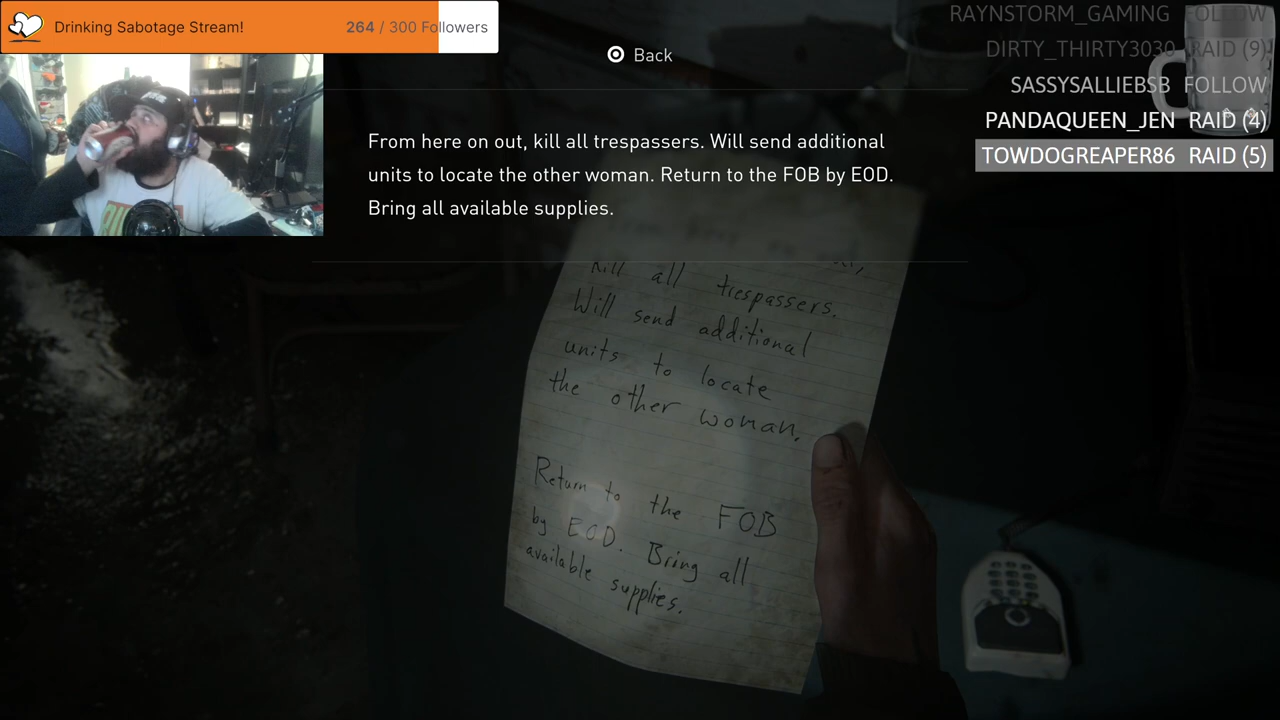 Drinking Sabotage Stream! 264 / 300 Followers
Back
RAYNSTORM_GAMING FOLLOW
DIRTY_THIRTY3030 RAID (9)
SASSYSALLIEBSB FOLLOW
PANDAQUEEN_JEN RAID (4)
TOWDOGREAPER86 RAID (5)
From here on out, kill all trespassers. Will send additional
units to locate the other woman. Return to the FOB by EOD.
Bring all available supplies.
kill all trespassers.
Will send additional
units to locate
the other woman.
Return to the FOB
by EOD. Bring all
available supplies.